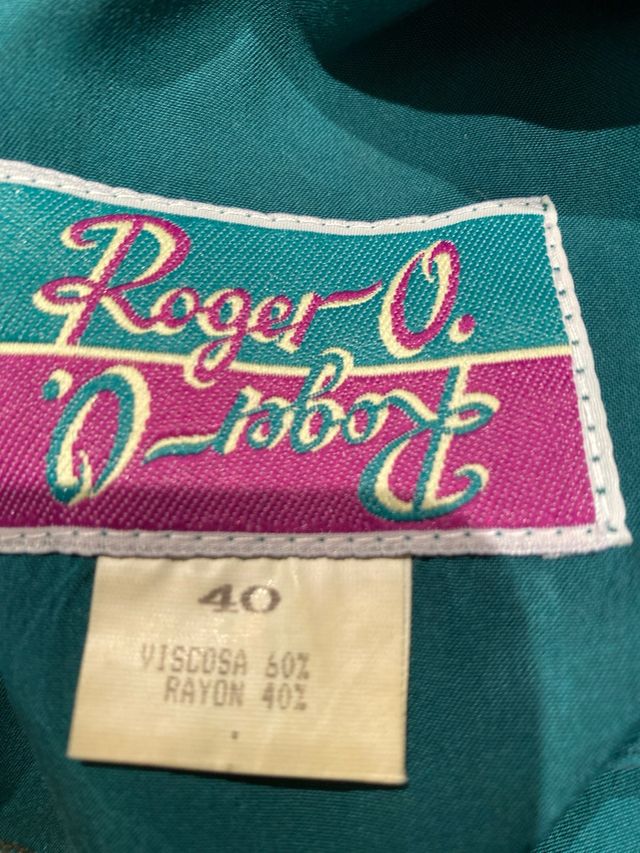 Roger O.
Roger O.
40
VISCOSA 60%
RAYON 40%